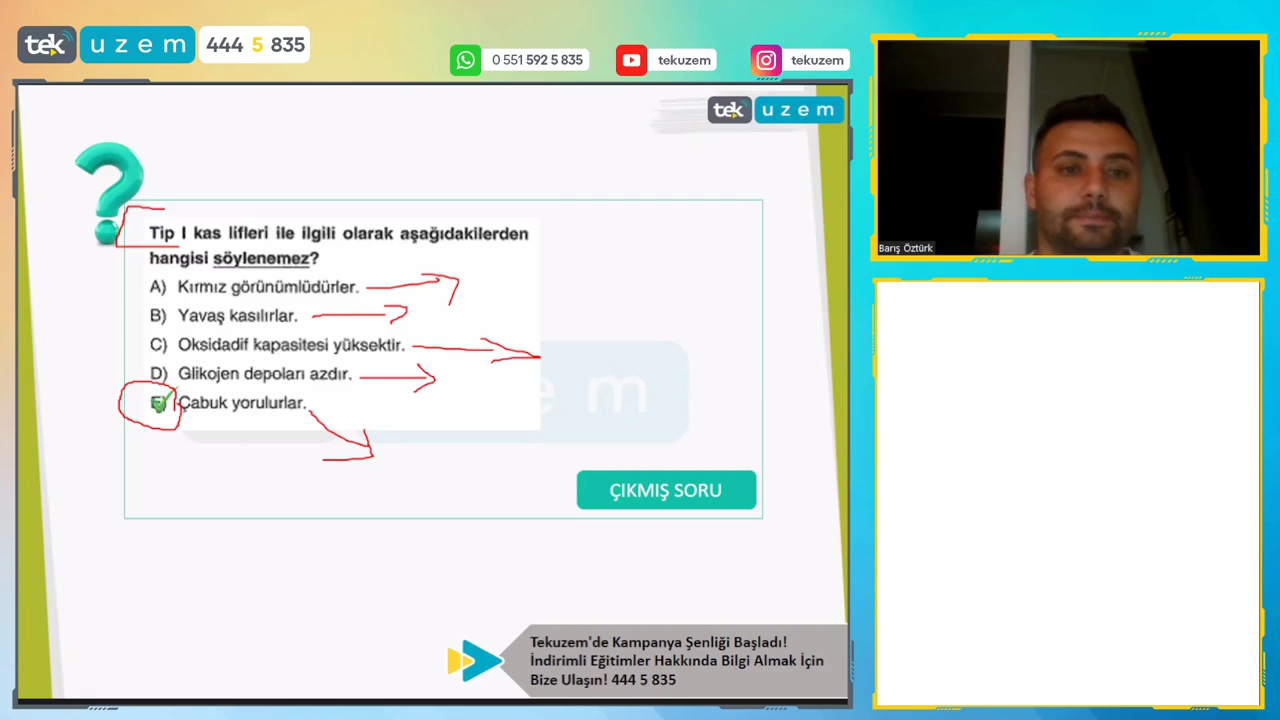 tek uzem 444 5 835
0 551 592 5 835
tekuzem
tekuzem
tek uzem
Barış Öztürk
Tip I kas lifleri ile ilgili olarak aşağıdakilerden
hangisi söylenemez?
A) Kırmız görünümlüdürler.
B) Yavaş kasılırlar.
C) Oksidadif kapasitesi yüksektir.
D) Glikojen depoları azdır.
E) Çabuk yorulurlar.
em
ÇIKMIŞ SORU
Tekuzem'de Kampanya Şenliği Başladı!
İndirimli Eğitimler Hakkında Bilgi Almak İçin
Bize Ulaşın! 444 5 835